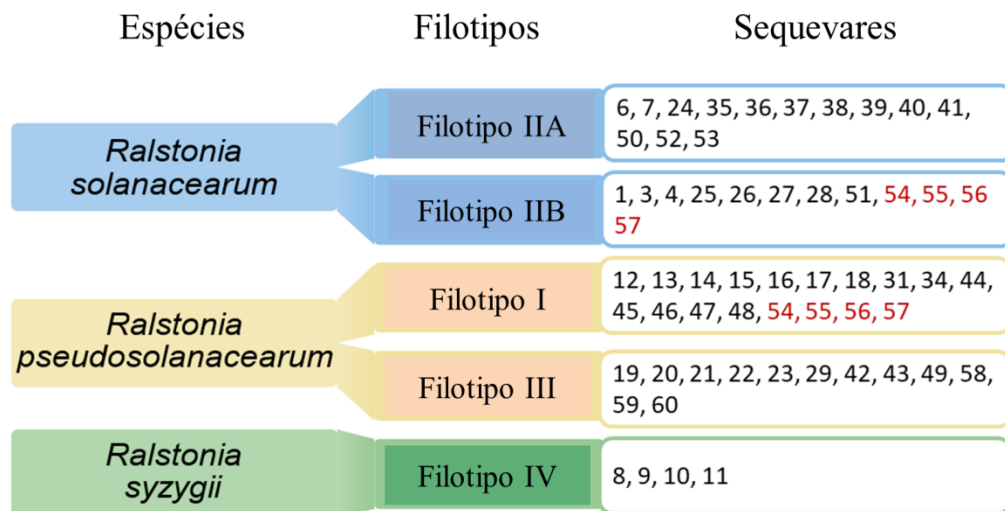 Espécies Filotipos Sequevares
Ralstonia
solanacearum
Filotipo IIA
6, 7, 24, 35, 36, 37, 38, 39, 40, 41,
50, 52, 53
Filotipo IIB
1, 3, 4, 25, 26, 27, 28, 51, 54, 55, 56
57
Ralstonia
pseudosolanacearum
Filotipo I
12, 13, 14, 15, 16, 17, 18, 31, 34, 44,
45, 46, 47, 48, 54, 55, 56, 57
Filotipo III
19, 20, 21, 22, 23, 29, 42, 43, 49, 58,
59, 60
Ralstonia
syzygii
Filotipo IV
8, 9, 10, 11